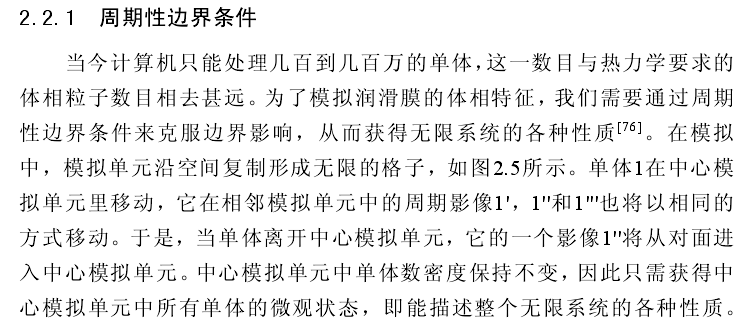 2.2.1 周期性边界条件
当今计算机只能处理几百到几百万的单体，这一数目与热力学要求的
体相粒子数目相去甚远。为了模拟润滑膜的体相特征，我们需要通过周期
性边界条件来克服边界影响，从而获得无限系统的各种性质[76]。在模拟
中，模拟单元沿空间复制形成无限的格子，如图2.5所示。单体1在中心模
拟单元里移动，它在相邻模拟单元中的周期影像1'，1''和1'''也将以相同的
方式移动。于是，当单体离开中心模拟单元，它的一个影像1''将从对面进
入中心模拟单元。中心模拟单元中单体数密度保持不变，因此只需获得中
心模拟单元中所有单体的微观状态，即能描述整个无限系统的各种性质。